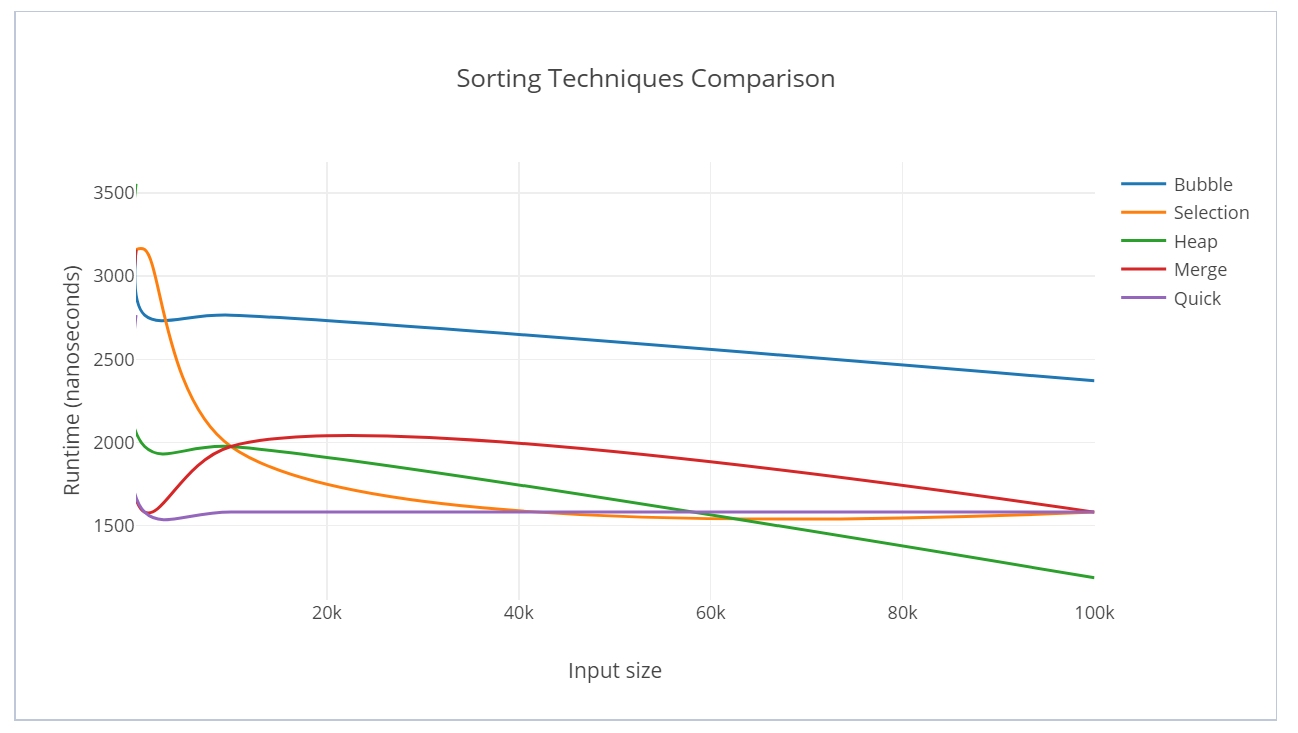 Sorting Techniques Comparison
3500
3000
2500
2000
1500
Runtime (nanoseconds)
20k
40k
60k
80k
100k
Input size
Bubble
Selection
Heap
Merge
Quick